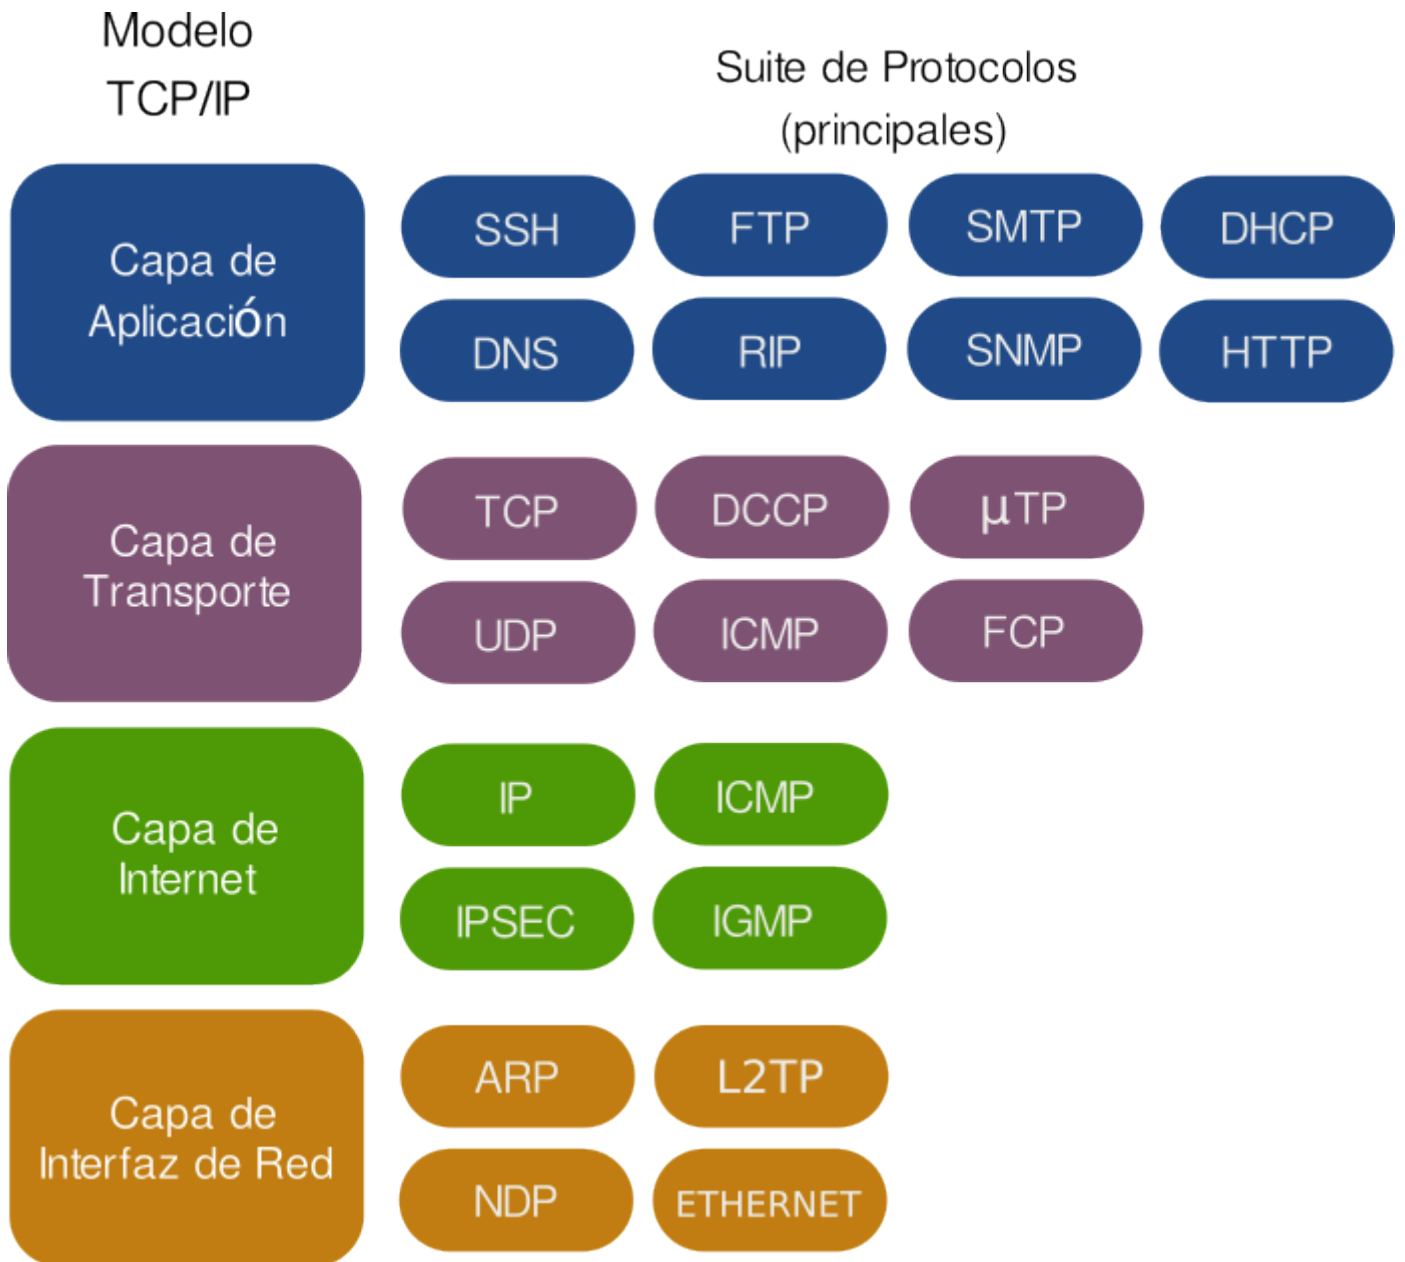 Modelo
TCP/IP
Suite de Protocolos
(principales)
Capa de
Aplicación
SSH
FTP
SMTP
DHCP
DNS
RIP
SNMP
HTTP
Capa de
Transporte
TCP
DCCP
µTP
UDP
ICMP
FCP
Capa de
Internet
IP
ICMP
IPSEC
IGMP
Capa de
Interfaz de Red
ARP
L2TP
NDP
ETHERNET